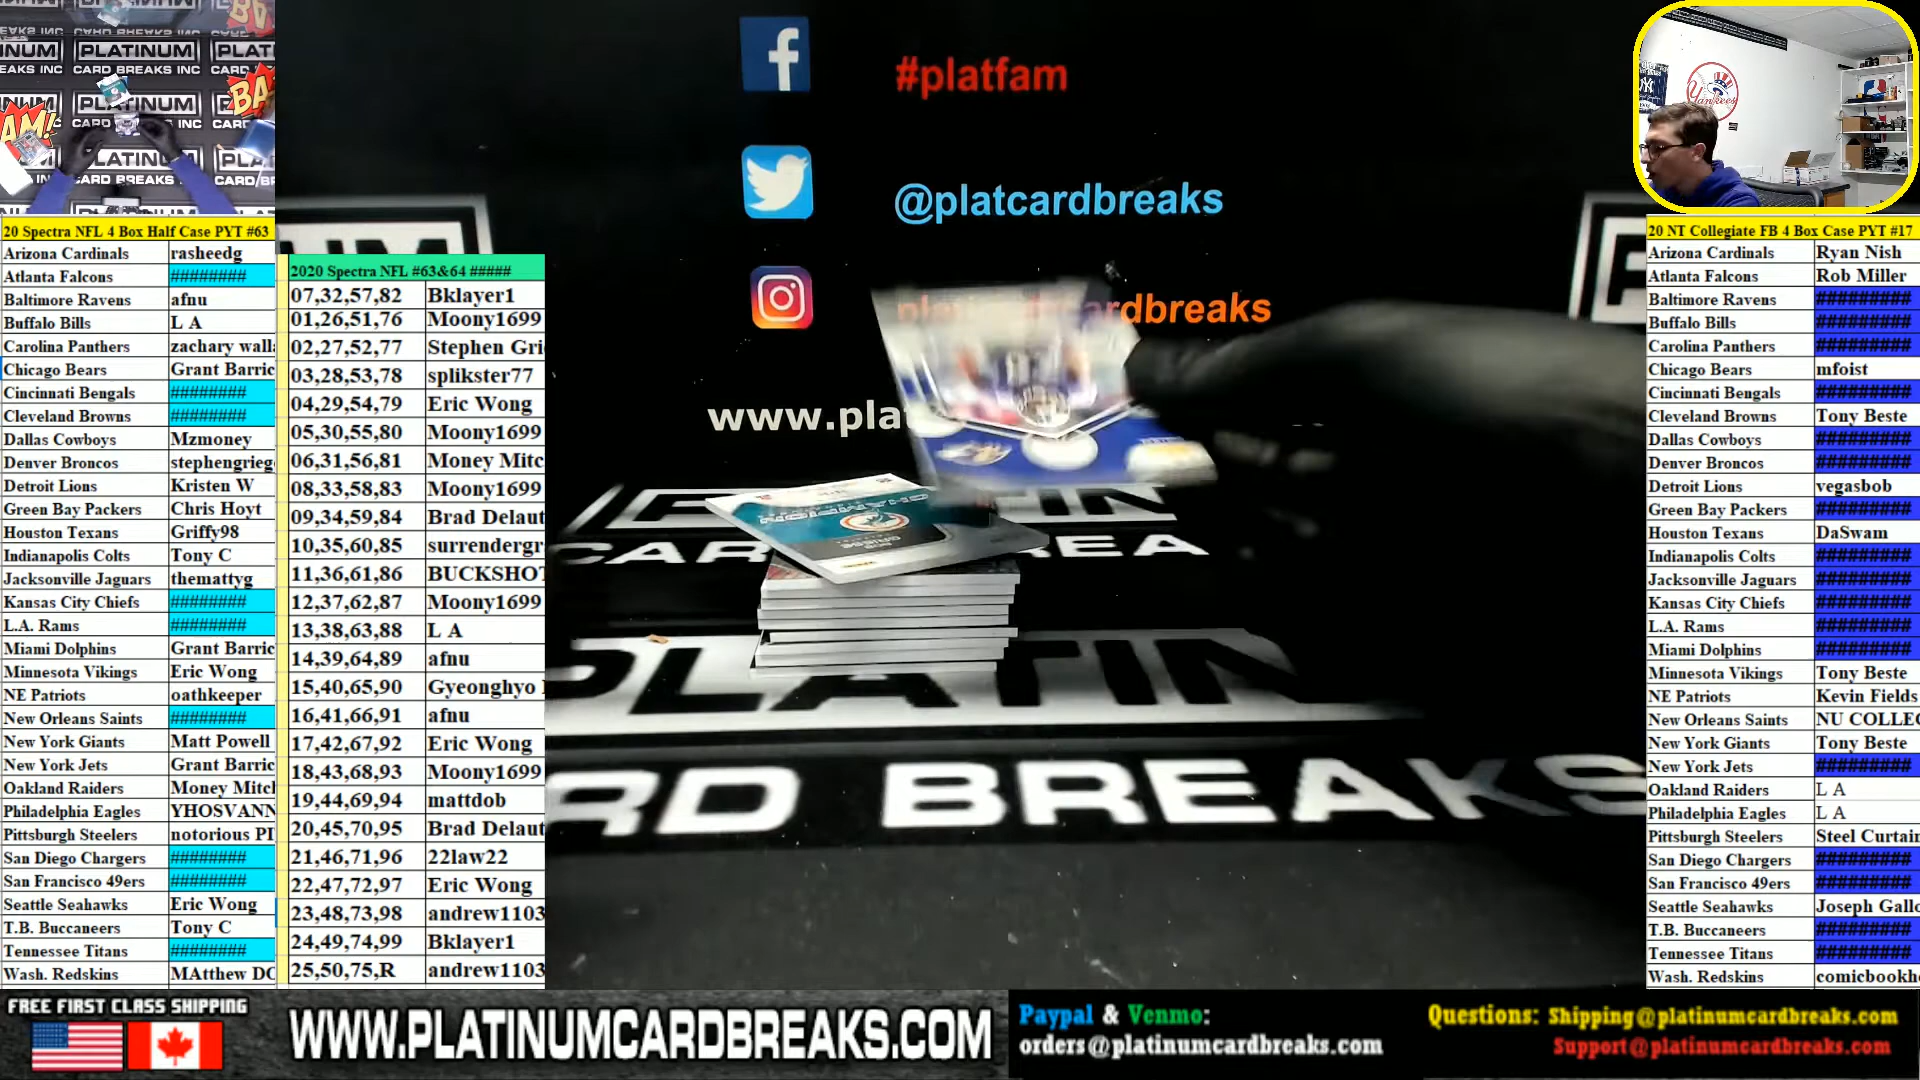 20 Spectra NFL 4 Box Half Case PYT #63
Arizona Cardinals rasheedg
Atlanta Falcons ########
Baltimore Ravens afnu
Buffalo Bills L A
Carolina Panthers zachary wall
Chicago Bears Grant Barric
Cincinnati Bengals ########
Cleveland Browns ########
Dallas Cowboys Mzmoney
Denver Broncos stephengrieg
Detroit Lions Kristen W
Green Bay Packers Chris Hoyt
Houston Texans Griffy98
Indianapolis Colts Tony C
Jacksonville Jaguars themattyg
Kansas City Chiefs ########
L.A. Rams ########
Miami Dolphins Grant Barric
Minnesota Vikings Eric Wong
NE Patriots oathkeeper
New Orleans Saints ########
New York Giants Matt Powell
New York Jets Grant Barric
Oakland Raiders Money Mitcl
Philadelphia Eagles YHOSVANN
Pittsburgh Steelers notorious PI
San Diego Chargers ########
San Francisco 49ers ########
Seattle Seahawks Eric Wong
T.B. Buccaneers Tony C
Tennessee Titans ########
Wash. Redskins MAtthew DO
2020 Spectra NFL #63&64 #####
07,32,57,82 Bklayer1
01,26,51,76 Moony1699
02,27,52,77 Stephen Gri
03,28,53,78 splikster77
04,29,54,79 Eric Wong
05,30,55,80 Moony1699
06,31,56,81 Money Mitc
08,33,58,83 Moony1699
09,34,59,84 Brad Delaut
10,35,60,85 surrendergr
11,36,61,86 BUCKSHOT
12,37,62,87 Moony1699
13,38,63,88 L A
14,39,64,89 afnu
15,40,65,90 Gyeonghyo
16,41,66,91 afnu
17,42,67,92 Eric Wong
18,43,68,93 Moony1699
19,44,69,94 mattdob
20,45,70,95 Brad Delaut
21,46,71,96 22law22
22,47,72,97 Eric Wong
23,48,73,98 andrew1103
24,49,74,99 Bklayer1
25,50,75,R andrew1103
#platfam
@platcardbreaks
rdbreaks
www.plat
PLATINUM
CARD BREAKS INC
CAR REA
PLATIN
RD BREAKS
Yankees
20 NT Collegiate FB 4 Box Case PYT #17
Arizona Cardinals Ryan Nish
Atlanta Falcons Rob Miller
Baltimore Ravens #########
Buffalo Bills #########
Carolina Panthers #########
Chicago Bears mfoist
Cincinnati Bengals #########
Cleveland Browns Tony Beste
Dallas Cowboys #########
Denver Broncos #########
Detroit Lions vegasbob
Green Bay Packers #########
Houston Texans DaSwam
Indianapolis Colts #########
Jacksonville Jaguars #########
Kansas City Chiefs #########
L.A. Rams #########
Miami Dolphins #########
Minnesota Vikings Tony Beste
NE Patriots Kevin Fields
New Orleans Saints NU COLLEC
New York Giants Tony Beste
New York Jets #########
Oakland Raiders L A
Philadelphia Eagles L A
Pittsburgh Steelers Steel Curtain
San Diego Chargers #########
San Francisco 49ers #########
Seattle Seahawks Joseph Gallo
T.B. Buccaneers #########
Tennessee Titans #########
Wash. Redskins comicbookhe
FREE FIRST CLASS SHIPPING
WWW.PLATINUMCARDBREAKS.COM
Paypal & Venmo:
orders@platinumcardbreaks.com
Questions: Shipping@platinumcardbreaks.com
Support@platinumcardbreaks.com